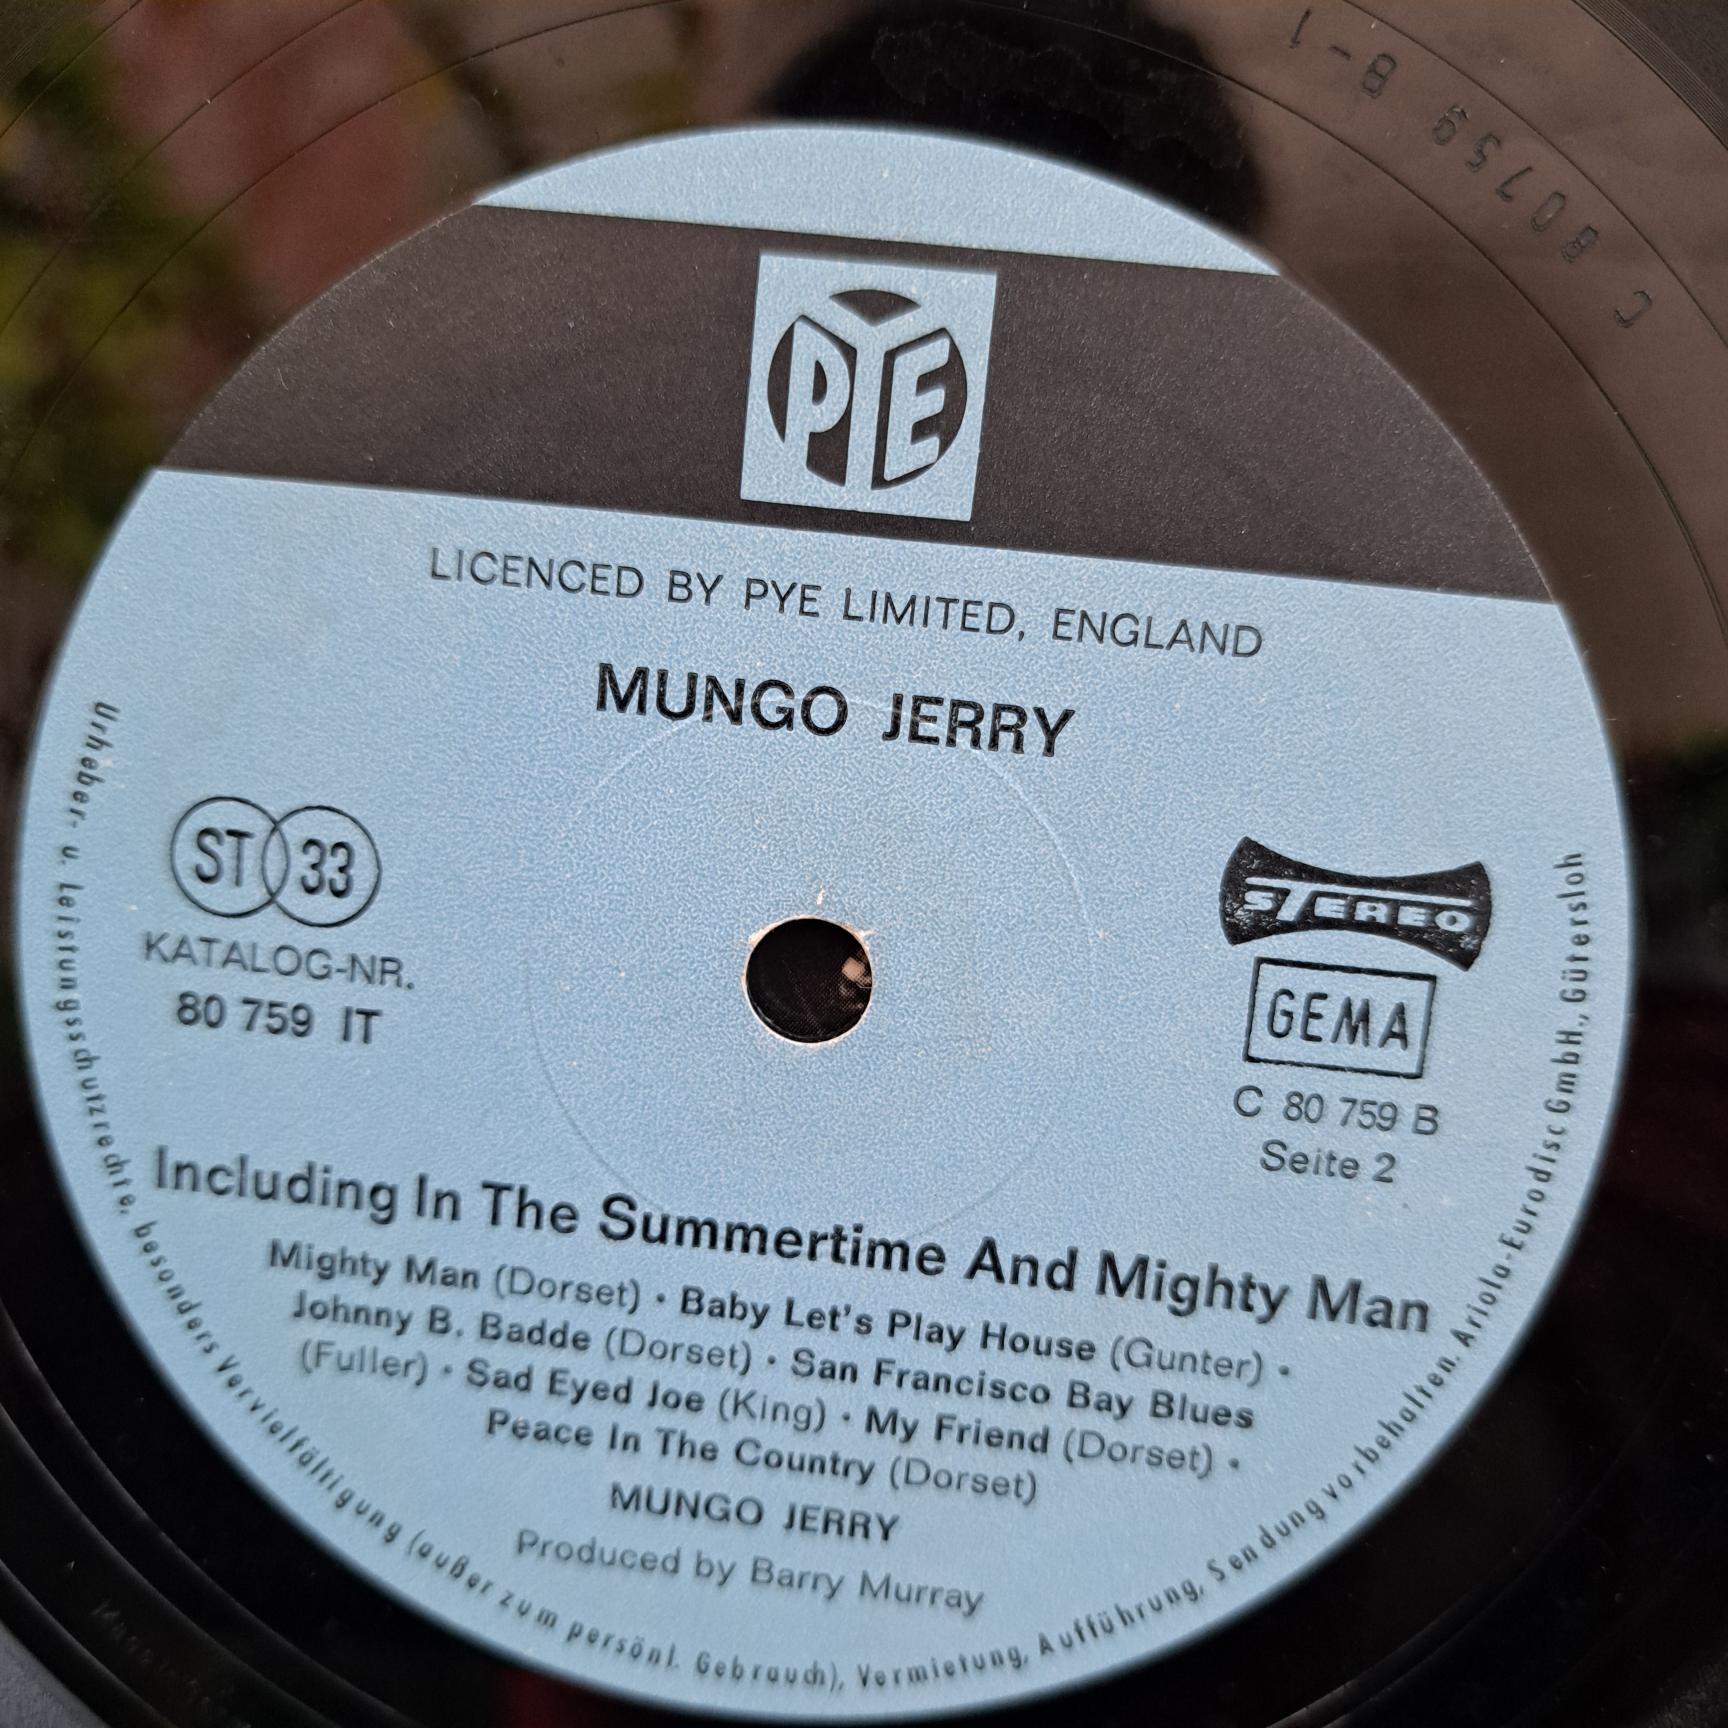 C 80759 B-1
PYE
LICENCED BY PYE LIMITED, ENGLAND
MUNGO JERRY
ST 33
KATALOG-NR.
80 759 IT
STEREO
GEMA
C 80 759 B
Seite 2
Including In The Summertime And Mighty Man
Mighty Man (Dorset) • Baby Let's Play House (Gunter) •
Johnny B. Badde (Dorset) • San Francisco Bay Blues
(Fuller) • Sad Eyed Joe (King) • My Friend (Dorset) •
Peace In The Country (Dorset)
MUNGO JERRY
Produced by Barry Murray
Urheber- u. Leistungsschutzrechte, besonders Vervielfältigung (außer zum persönl. Gebrauch), Vermietung, Aufführung, Sendung vorbehalten. Ariola-Eurodisc GmbH., Gütersloh